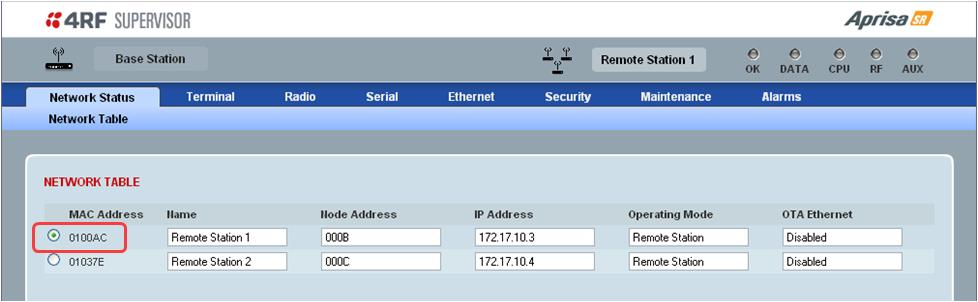 4RF SUPERVISOR Aprisa SR
Base Station Remote Station 1 OK DATA CPU RF AUX
Network Status Terminal Radio Serial Ethernet Security Maintenance Alarms
Network Table
NETWORK TABLE
MAC Address Name Node Address IP Address Operating Mode OTA Ethernet
0100AC Remote Station 1 000B 172.17.10.3 Remote Station Disabled
01037E Remote Station 2 000C 172.17.10.4 Remote Station Disabled